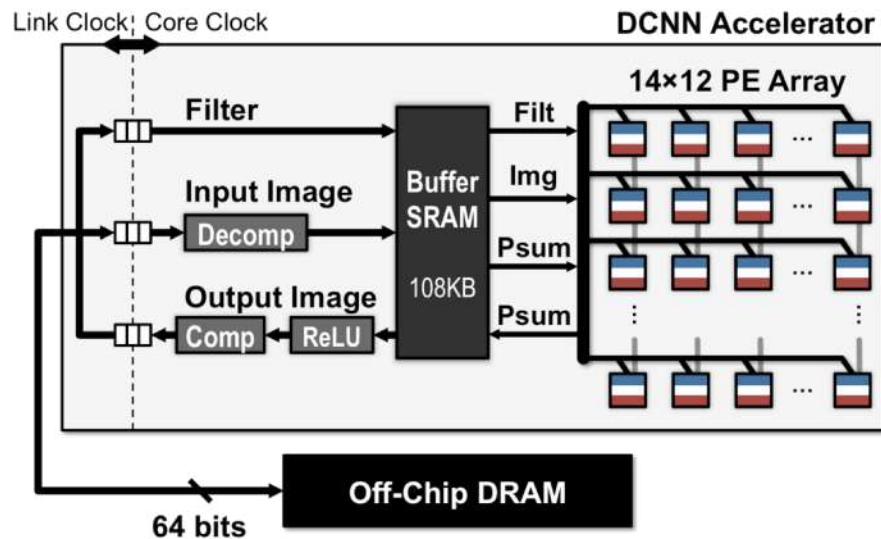 Link Clock
Core Clock
DCNN Accelerator
14×12 PE Array
Filter
Filt
Input Image
Buffer
SRAM
Img
Decomp
Psum
Output Image
108KB
Psum
Comp
ReLU
...
...
...
...
Off-Chip DRAM
64 bits